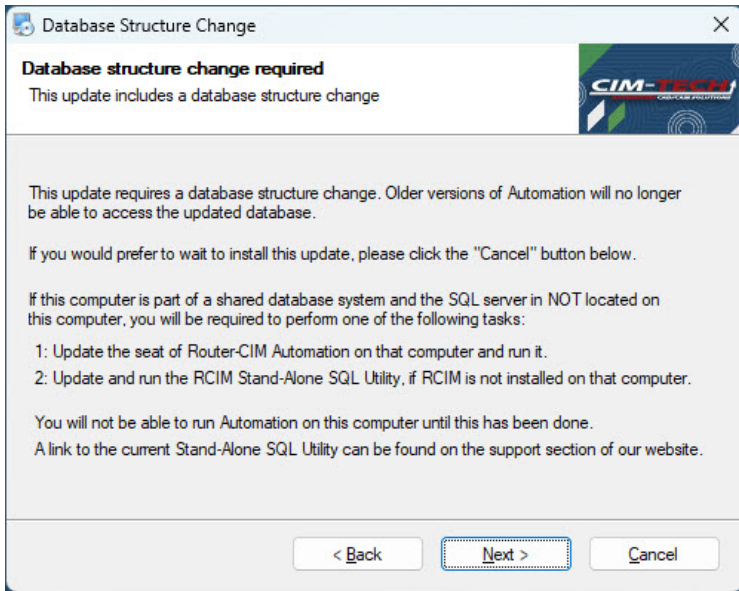 Database Structure Change
Database structure change required
This update includes a database structure change
CIM-TECH
CAD/CAM SOLUTIONS
This update requires a database structure change. Older versions of Automation will no longer
be able to access the updated database.
If you would prefer to wait to install this update, please click the "Cancel" button below.
If this computer is part of a shared database system and the SQL server in NOT located on
this computer, you will be required to perform one of the following tasks:
1: Update the seat of Router-CIM Automation on that computer and run it.
2: Update and run the RCIM Stand-Alone SQL Utility, if RCIM is not installed on that computer.
You will not be able to run Automation on this computer until this has been done.
A link to the current Stand-Alone SQL Utility can be found on the support section of our website.
< Back
Next >
Cancel